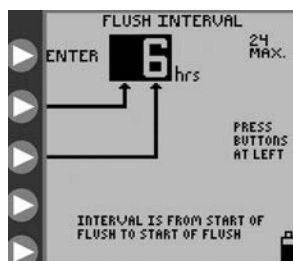 FLUSH INTERVAL
24
MAX.
ENTER
6
hrs
PRESS
BUTTONS
AT LEFT
INTERVAL IS FROM START OF
FLUSH TO START OF FLUSH